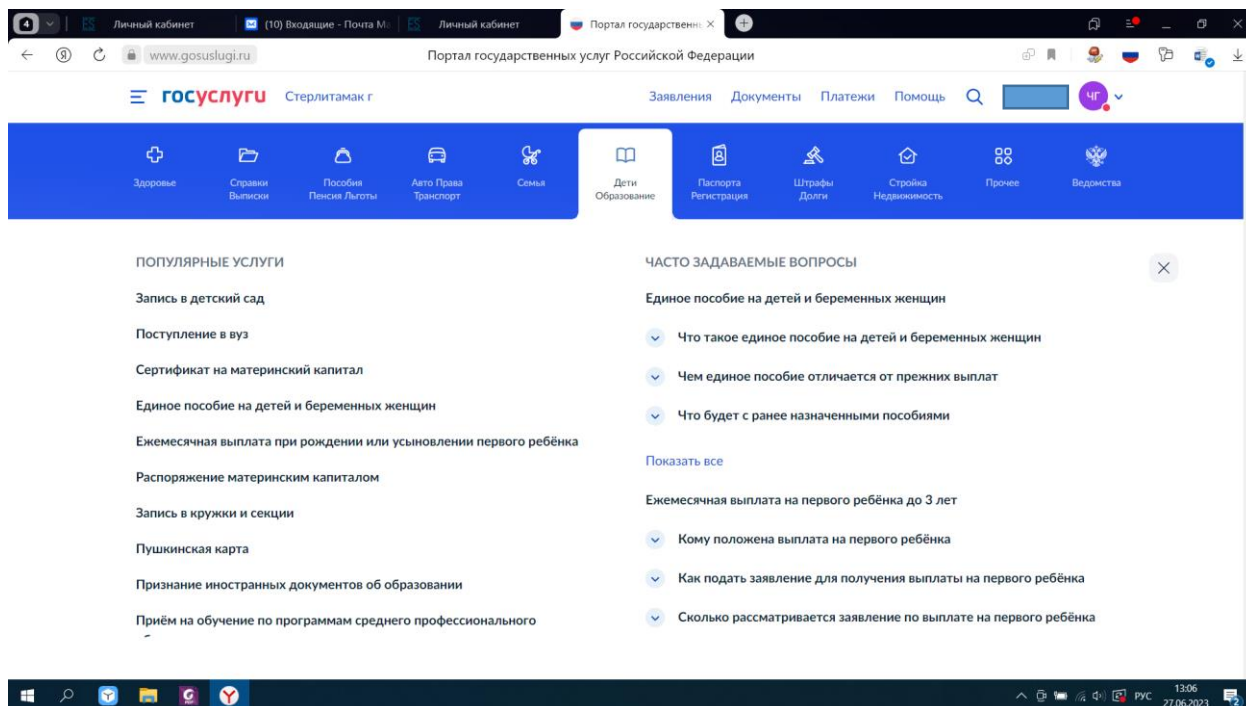 4
Личный кабинет
(10) Входящие - Почта Ма
Личный кабинет
Портал государственн
www.gosuslugi.ru
Портал государственных услуг Российской Федерации
госуслуги
Стерлитамак г
Заявления Документы Платежи Помощь
ЧГ
Здоровье
Справки
Выписки
Пособия
Пенсия Льготы
Авто Права
Транспорт
Семья
Дети
Образование
Паспорта
Регистрация
Штрафы
Долги
Стройка
Недвижимость
Прочее
Ведомства
ПОПУЛЯРНЫЕ УСЛУГИ
Запись в детский сад
Поступление в вуз
Сертификат на материнский капитал
Единое пособие на детей и беременных женщин
Ежемесячная выплата при рождении или усыновлении первого ребёнка
Распоряжение материнским капиталом
Запись в кружки и секции
Пушкинская карта
Признание иностранных документов об образовании
Приём на обучение по программам среднего профессионального
ЧАСТО ЗАДАВАЕМЫЕ ВОПРОСЫ
Единое пособие на детей и беременных женщин
Что такое единое пособие на детей и беременных женщин
Чем единое пособие отличается от прежних выплат
Что будет с ранее назначенными пособиями
Показать все
Ежемесячная выплата на первого ребёнка до 3 лет
Кому положена выплата на первого ребёнка
Как подать заявление для получения выплаты на первого ребёнка
Сколько рассматривается заявление по выплате на первого ребёнка
РУС
13:06
27.06.2023
2